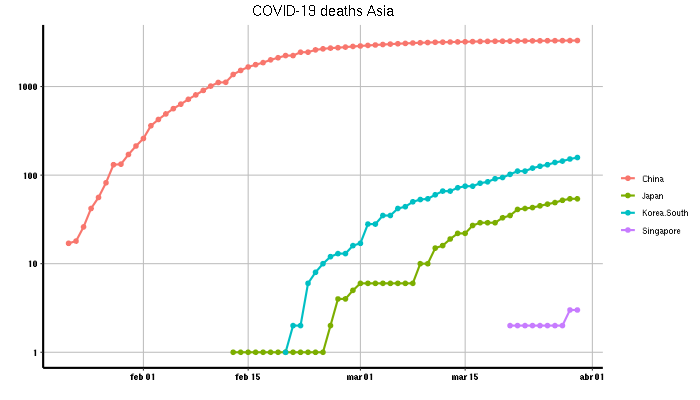 COVID-19 deaths Asia
1000
100
10
1
feb 01
feb 15
mar 01
mar 15
abr 01
China
Japan
Korea.South
Singapore